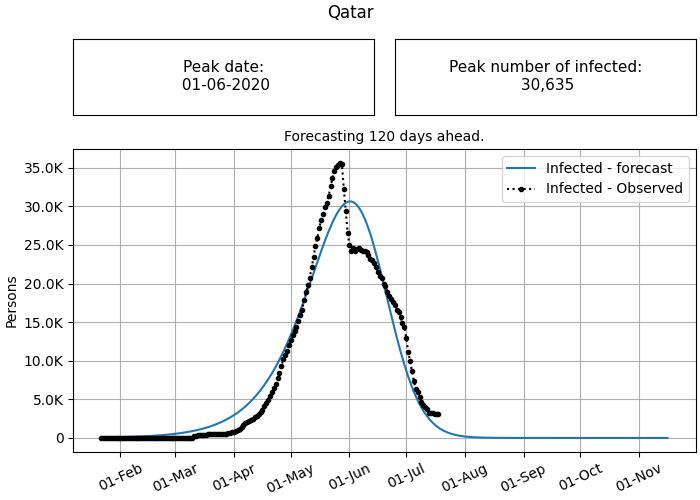 Qatar
Peak date:
01-06-2020
Peak number of infected:
30,635
Forecasting 120 days ahead.
Infected - forecast
Infected - Observed
35.0K
30.0K
25.0K
20.0K
15.0K
10.0K
5.0K
0
Persons
01-Feb
01-Mar
01-Apr
01-May
01-Jun
01-Jul
01-Aug
01-Sep
01-Oct
01-Nov